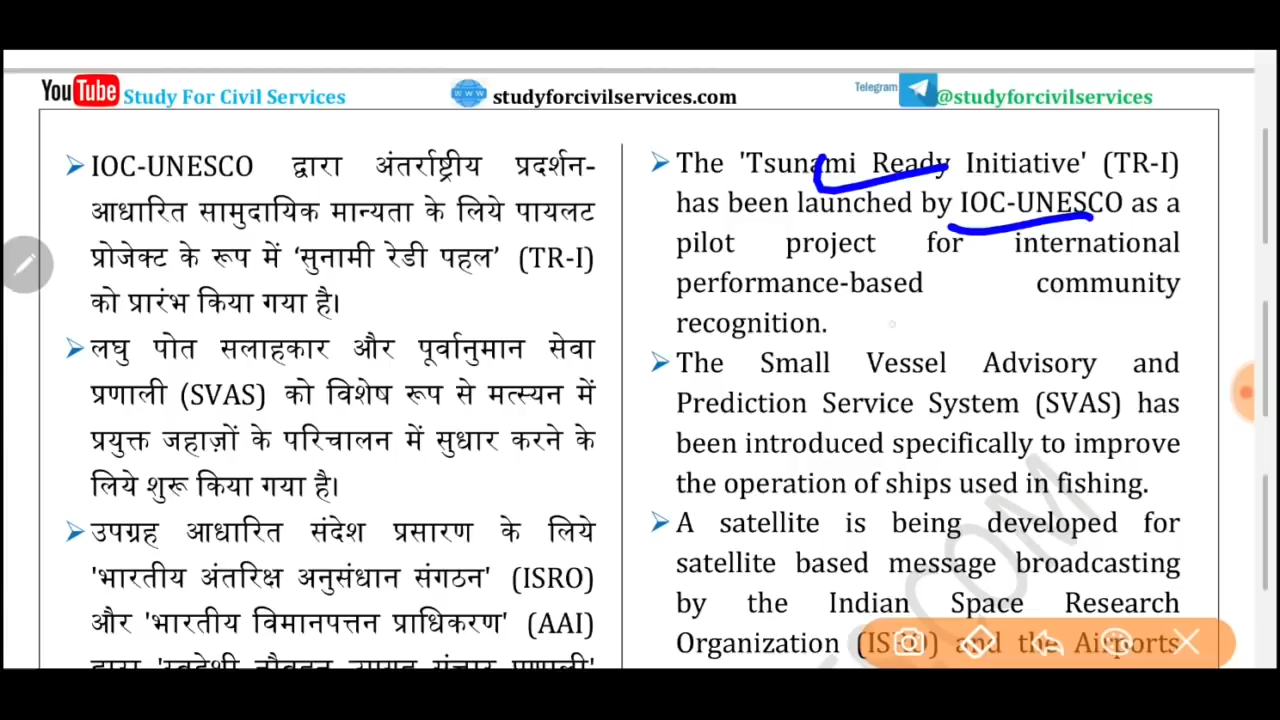 YouTube Study For Civil Services
WWW studyforcivilservices.com
Telegram @studyforcivilservices
IOC-UNESCO द्वारा अंतर्राष्ट्रीय प्रदर्शन-
आधारित सामुदायिक मान्यता के लिये पायलट
प्रोजेक्ट के रूप में ‘सुनामी रेडी पहल’ (TR-I)
को प्रारंभ किया गया है।
लघु पोत सलाहकार और पूर्वानुमान सेवा
प्रणाली (SVAS) को विशेष रूप से मत्स्यन में
प्रयुक्त जहाज़ों के परिचालन में सुधार करने के
लिये शुरू किया गया है।
उपग्रह आधारित संदेश प्रसारण के लिये
'भारतीय अंतरिक्ष अनुसंधान संगठन' (ISRO)
और 'भारतीय विमानपत्तन प्राधिकरण' (AAI)
The 'Tsunami Ready Initiative' (TR-I)
has been launched by IOC-UNESCO as a
pilot project for international
performance-based community
recognition.
The Small Vessel Advisory and
Prediction Service System (SVAS) has
been introduced specifically to improve
the operation of ships used in fishing.
A satellite is being developed for
satellite based message broadcasting
by the Indian Space Research
Organization (ISRO) and the Airports